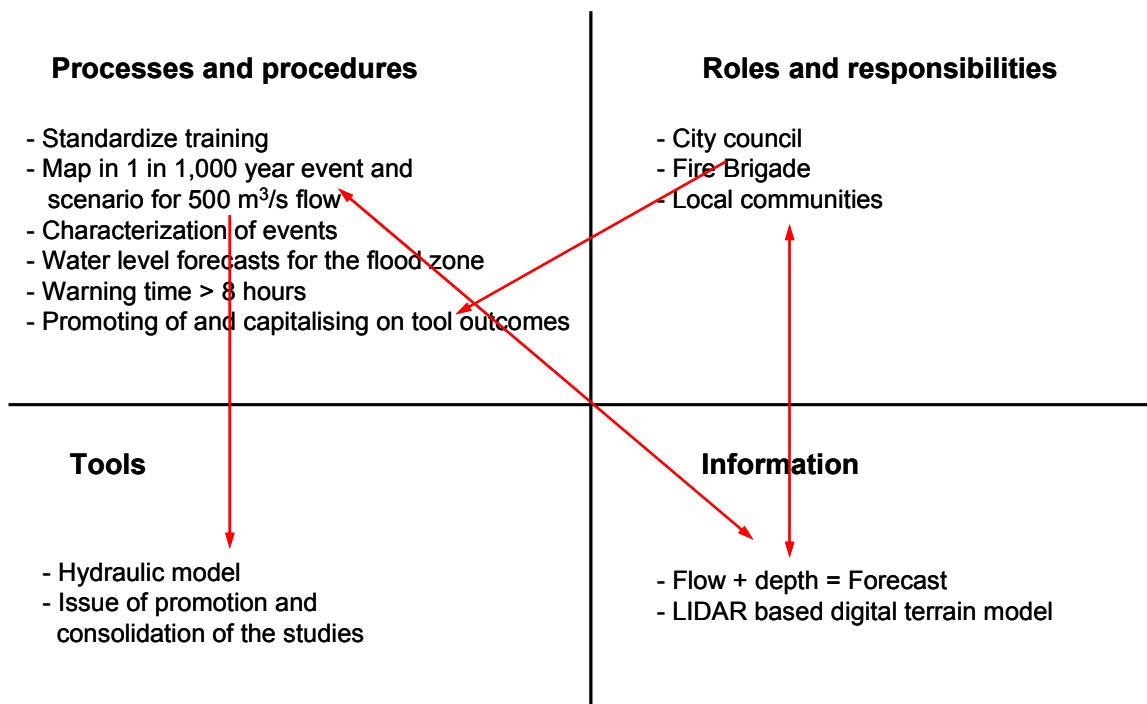 Processes and procedures
- Standardize training
- Map in 1 in 1,000 year event and
scenario for 500 m³/s flow
- Characterization of events
- Water level forecasts for the flood zone
- Warning time > 8 hours
- Promoting of and capitalising on tool outcomes
Roles and responsibilities
- City council
- Fire Brigade
- Local communities
Tools
- Hydraulic model
- Issue of promotion and
consolidation of the studies
Information
- Flow + depth = Forecast
- LIDAR based digital terrain model